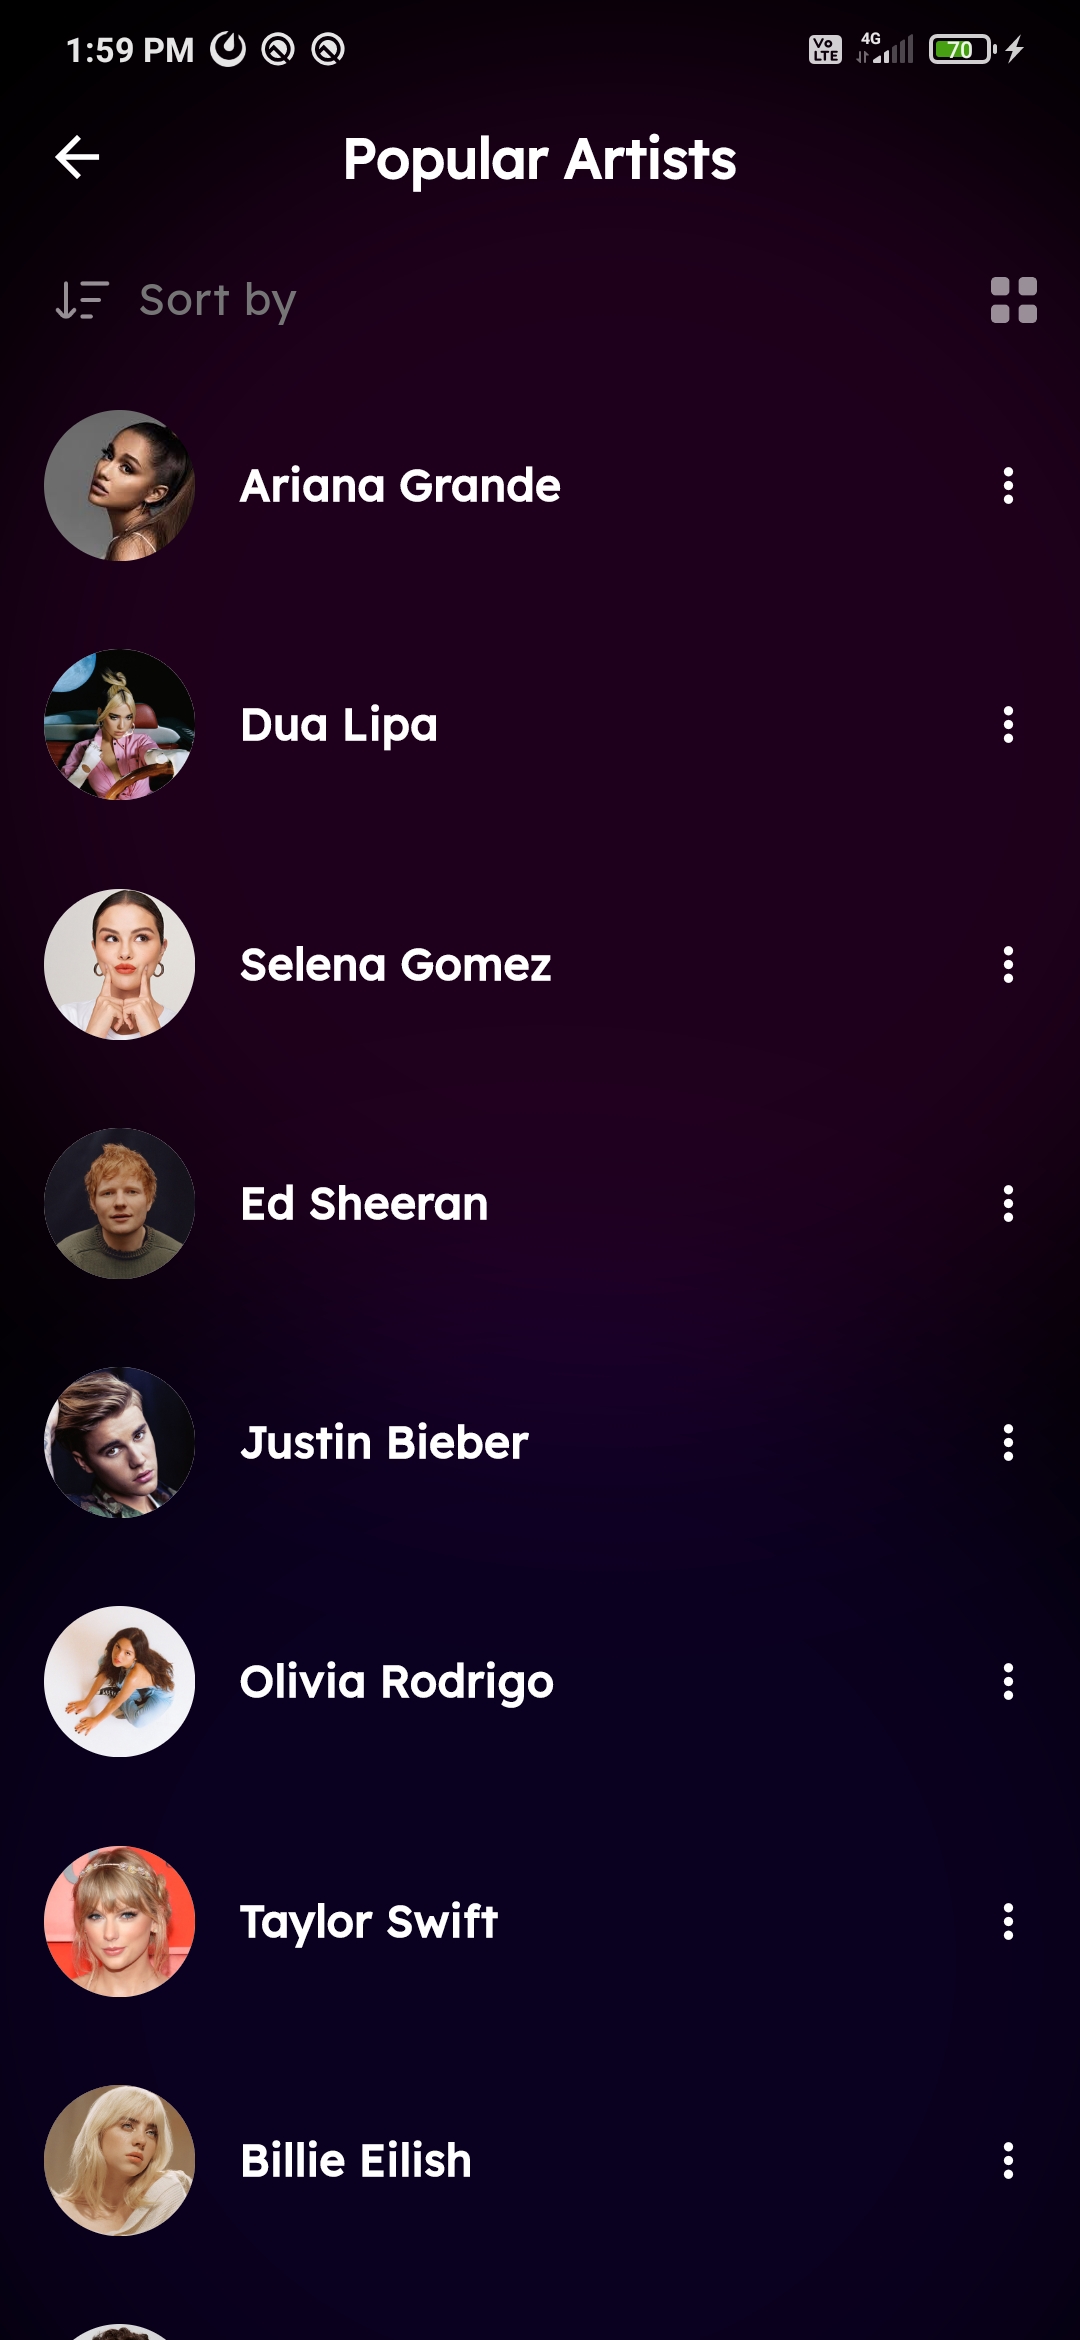 1:59 PM Vo LTE 4G 70
Popular Artists
Sort by
Ariana Grande
Dua Lipa
Selena Gomez
Ed Sheeran
Justin Bieber
Olivia Rodrigo
Taylor Swift
Billie Eilish